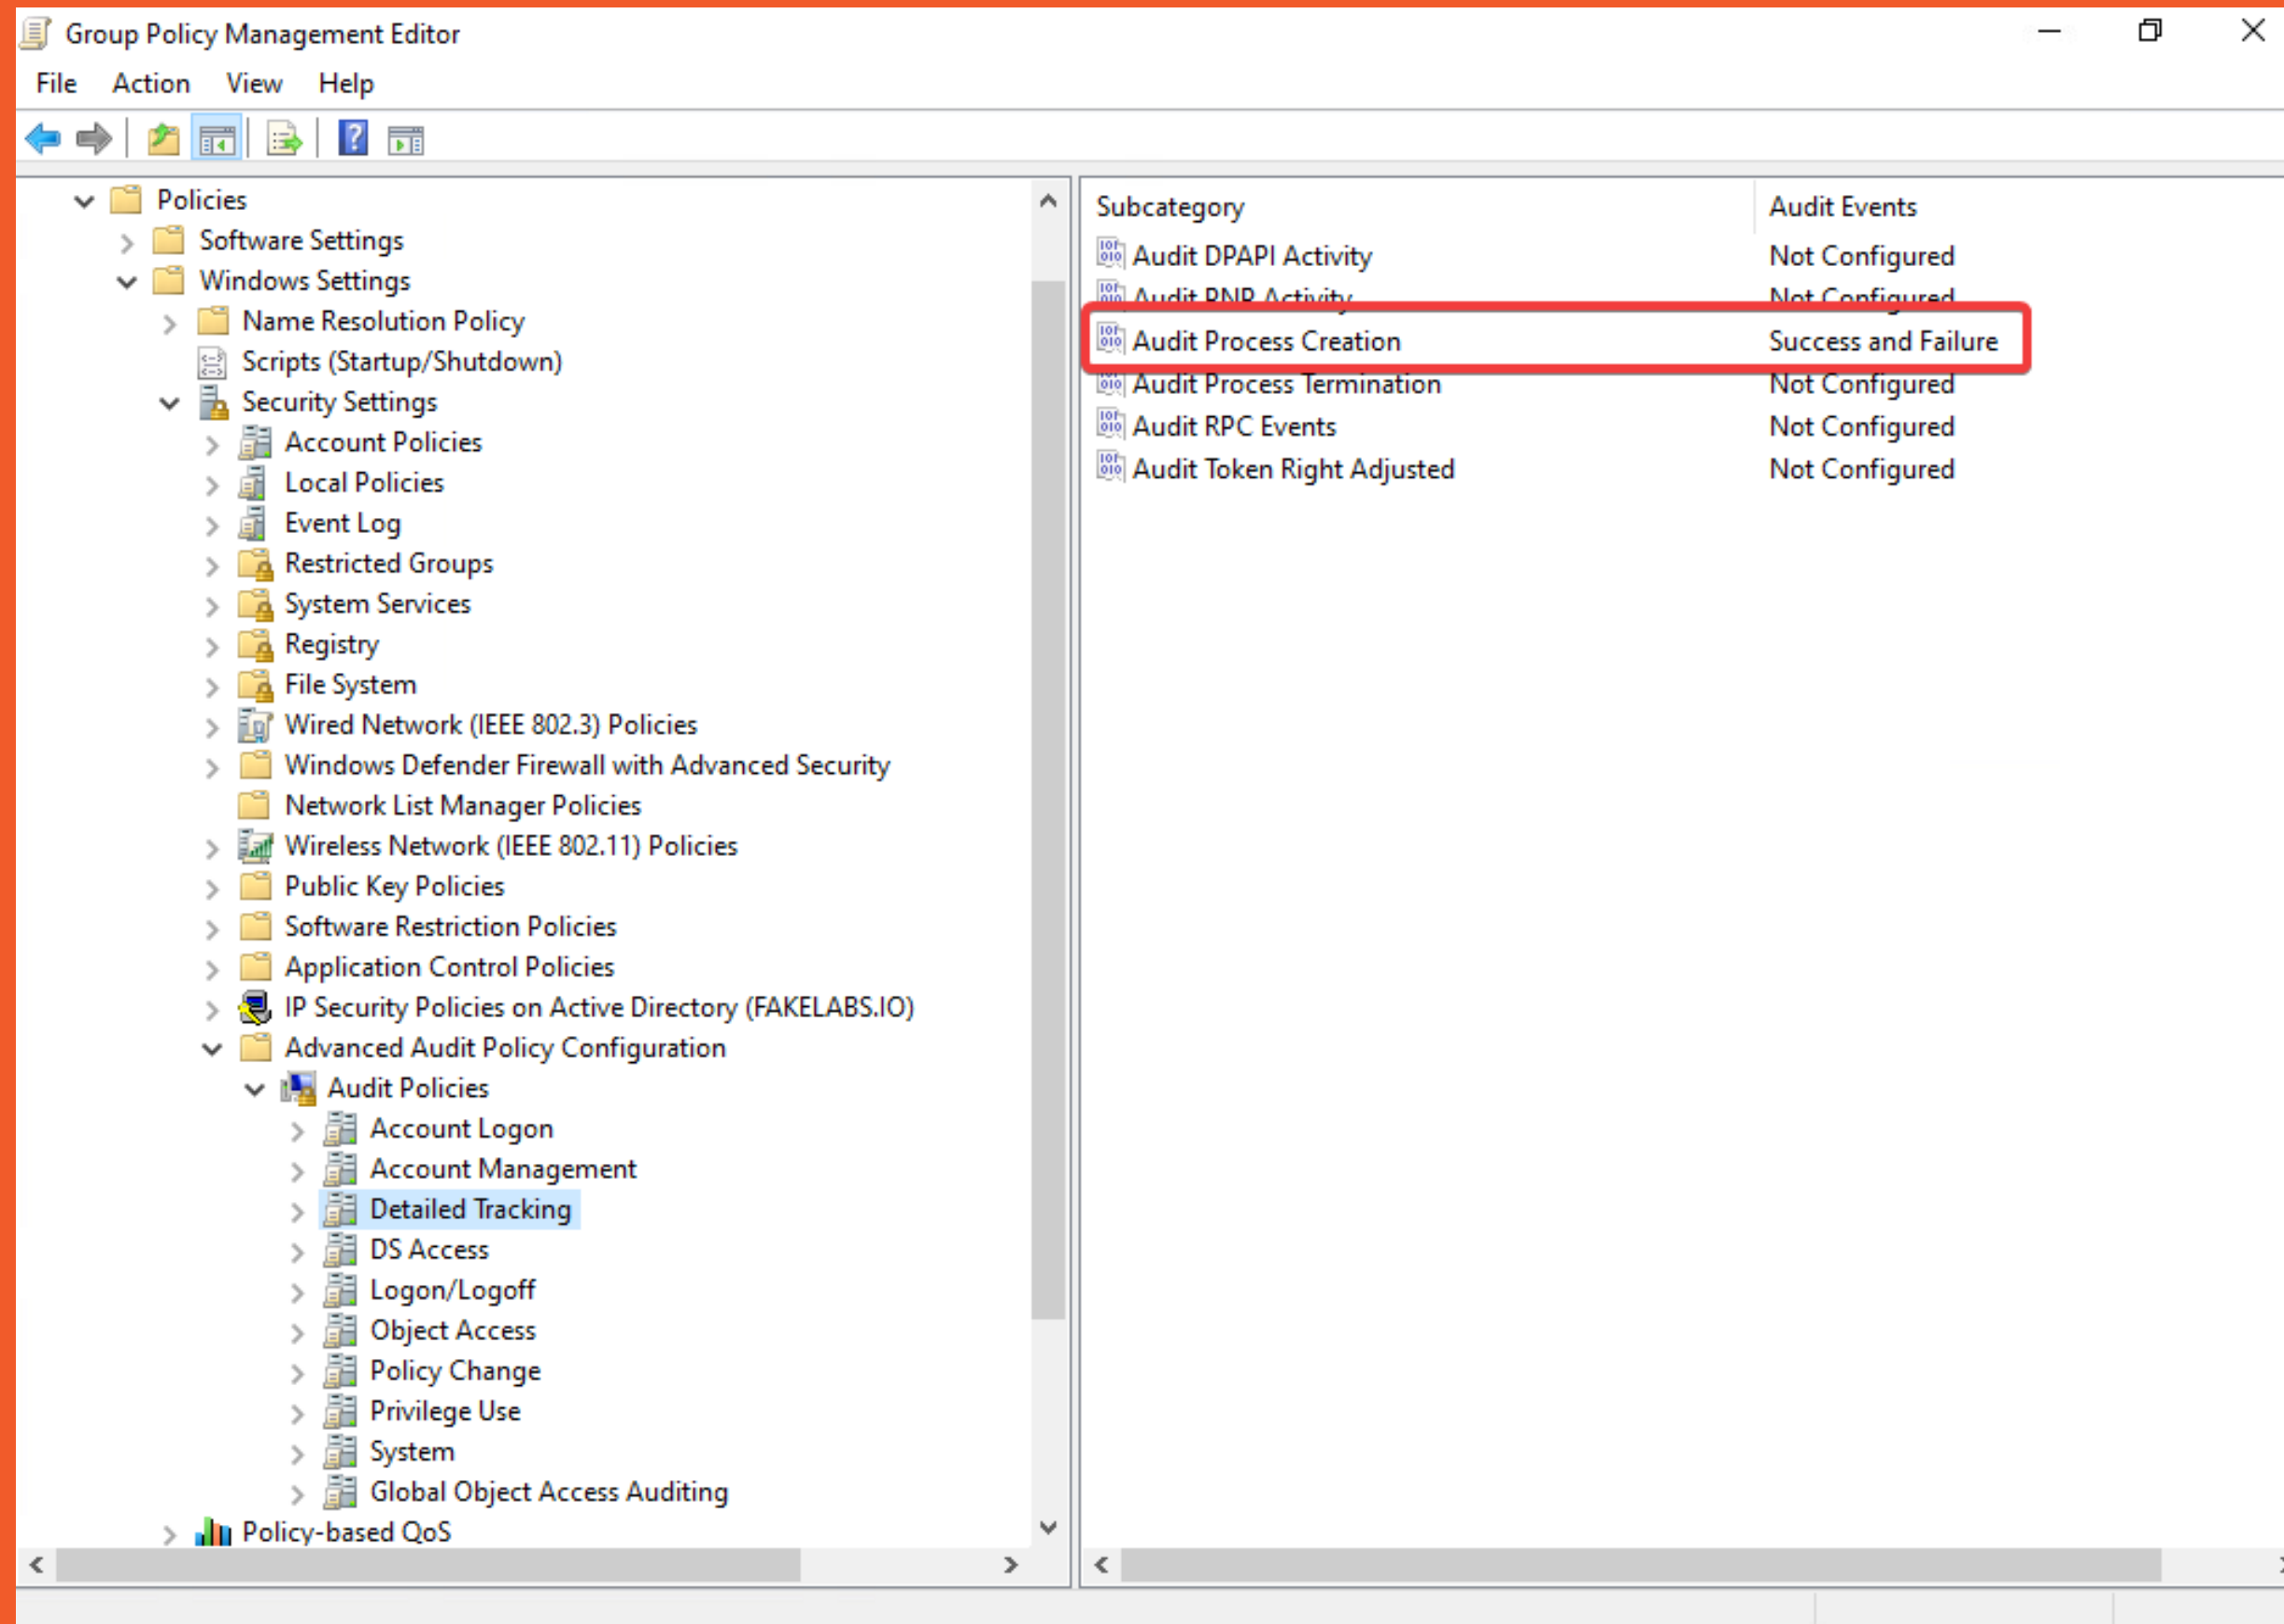 Group Policy Management Editor
File Action View Help
Policies
Software Settings
Windows Settings
Name Resolution Policy
Scripts (Startup/Shutdown)
Security Settings
Account Policies
Local Policies
Event Log
Restricted Groups
System Services
Registry
File System
Wired Network (IEEE 802.3) Policies
Windows Defender Firewall with Advanced Security
Network List Manager Policies
Wireless Network (IEEE 802.11) Policies
Public Key Policies
Software Restriction Policies
Application Control Policies
IP Security Policies on Active Directory (FAKELABS.IO)
Advanced Audit Policy Configuration
Audit Policies
Account Logon
Account Management
Detailed Tracking
DS Access
Logon/Logoff
Object Access
Policy Change
Privilege Use
System
Global Object Access Auditing
Policy-based QoS
Subcategory Audit Events
Audit DPAPI Activity Not Configured
Audit PNP Activity Not Configured
Audit Process Creation Success and Failure
Audit Process Termination Not Configured
Audit RPC Events Not Configured
Audit Token Right Adjusted Not Configured